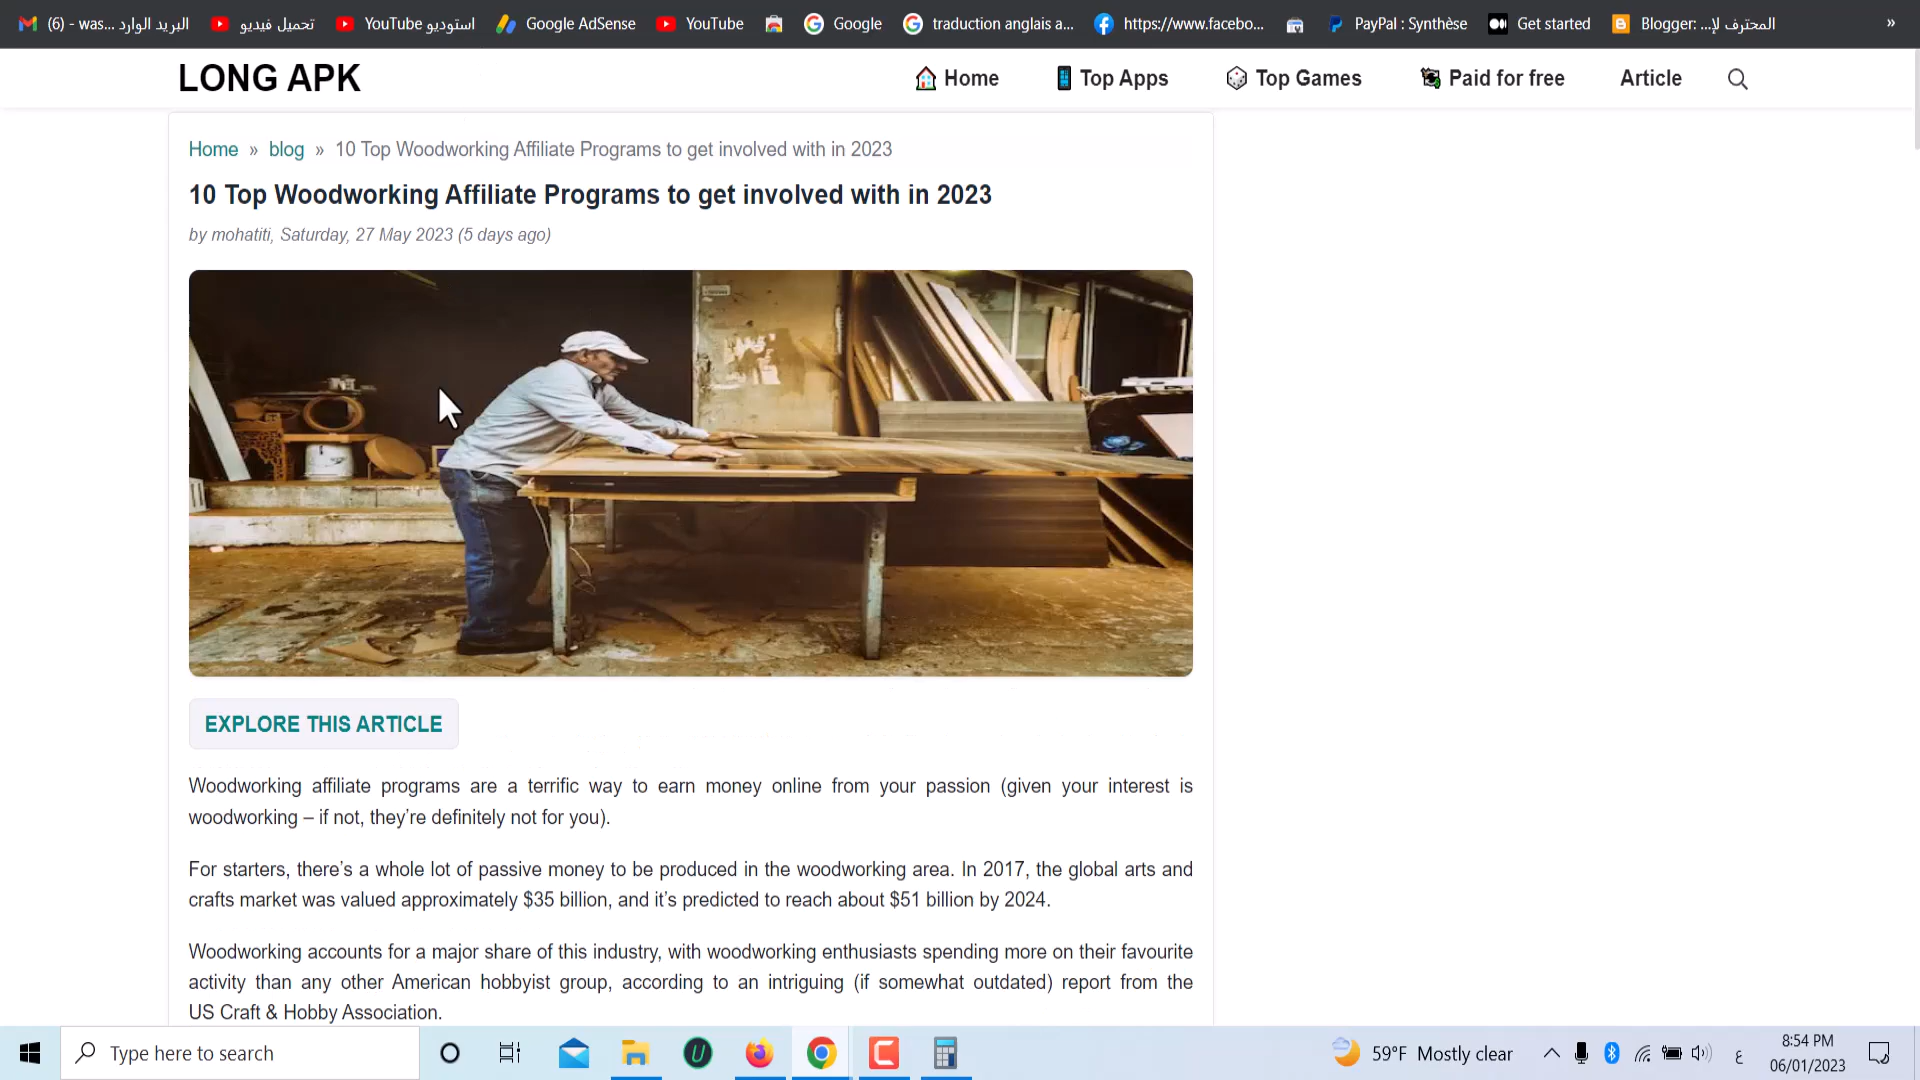 (6) - was... البريد الوارد
تحميل فيديو
YouTube استوديو
Google AdSense
YouTube
Google
traduction anglais a...
https://www.facebo...
PayPal : Synthèse
Get started
Blogger: ...المحترف لإ
»
LONG APK
Home
Top Apps
Top Games
Paid for free
Article
Home » blog » 10 Top Woodworking Affiliate Programs to get involved with in 2023
10 Top Woodworking Affiliate Programs to get involved with in 2023
by mohatiti, Saturday, 27 May 2023 (5 days ago)
EXPLORE THIS ARTICLE
Woodworking affiliate programs are a terrific way to earn money online from your passion (given your interest is
woodworking – if not, they’re definitely not for you).
For starters, there’s a whole lot of passive money to be produced in the woodworking area. In 2017, the global arts and
crafts market was valued approximately $35 billion, and it’s predicted to reach about $51 billion by 2024.
Woodworking accounts for a major share of this industry, with woodworking enthusiasts spending more on their favourite
activity than any other American hobbyist group, according to an intriguing (if somewhat outdated) report from the
US Craft & Hobby Association.
Type here to search
59°F Mostly clear
ع
8:54 PM
06/01/2023